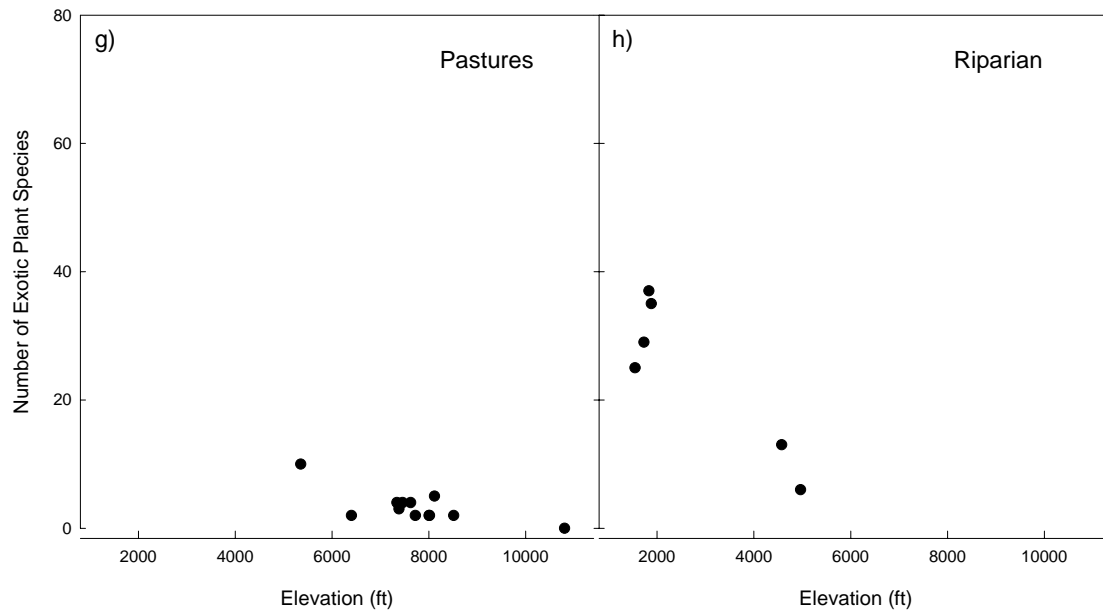 80
60
40
20
0
Number of Exotic Plant Species
g)
Pastures
2000 4000 6000 8000 10000
Elevation (ft)
h)
Riparian
2000 4000 6000 8000 10000
Elevation (ft)